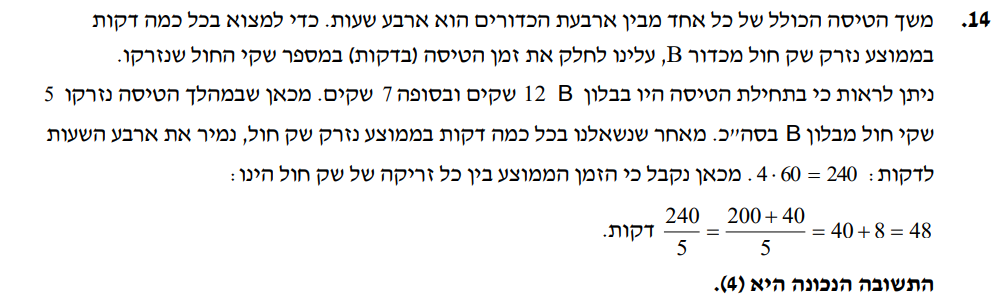 14. משך הטיסה הכולל של כל אחד מבין ארבעת הכדורים הוא ארבע שעות. כדי למצוא בכל כמה דקות
בממוצע נזרק שק חול מכדור B, עלינו לחלק את זמן הטיסה (בדקות) במספר שקי החול שנזרקו.
ניתן לראות כי בתחילת הטיסה היו בבלון B 12 שקים ובסופה 7 שקים. מכאן שבמהלך הטיסה נזרקו 5
שקי חול מבלון B בסה״כ. מאחר שנשאלנו בכל כמה דקות בממוצע נזרק שק חול, נמיר את ארבע השעות
לדקות: 4·60 = 240. מכאן נקבל כי הזמן הממוצע בין כל זריקה של שק חול הינו:
240/5 = (200+40)/5 = 40+8 = 48 דקות.
התשובה הנכונה היא (4).